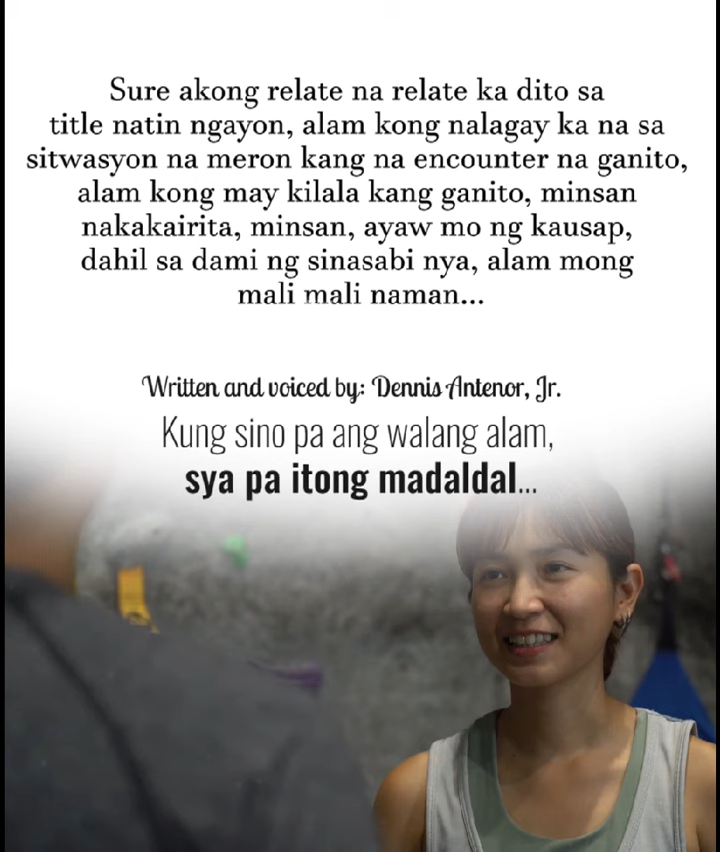 Sure akong relate na relate ka dito sa
title natin ngayon, alam kong nalagay ka na sa
sitwasyon na meron kang na encounter na ganito,
alam kong may kilala kang ganito, minsan
nakakairita, minsan, ayaw mo ng kausap,
dahil sa dami ng sinasabi nya, alam mong
mali mali naman...
Written and voiced by: Dennis Antenor, Jr.
Kung sino pa ang walang alam,
sya pa itong madaldal...